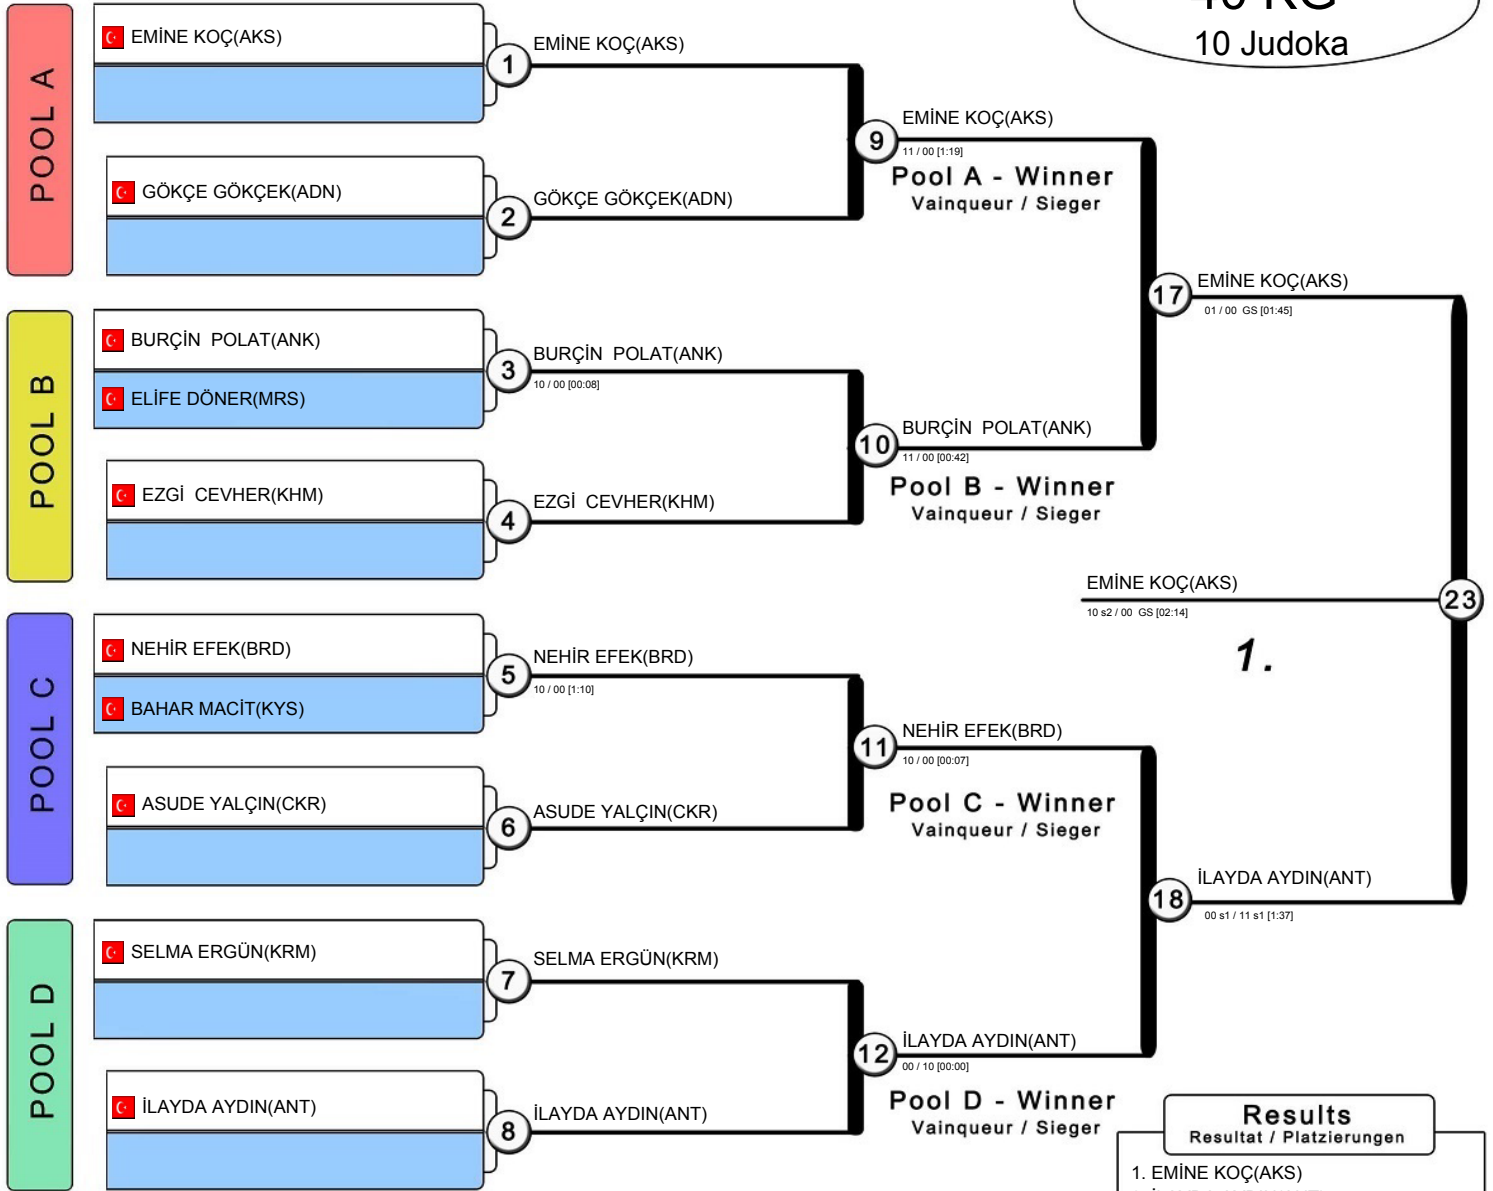 40 KG
10 Judoka
POOL A
EMİNE KOÇ(AKS)
1
EMİNE KOÇ(AKS)
GÖKÇE GÖKÇEK(ADN)
2
GÖKÇE GÖKÇEK(ADN)
9
EMİNE KOÇ(AKS)
11 / 00 [1:19]
Pool A - Winner
Vainqueur / Sieger
POOL B
BURÇİN POLAT(ANK)
ELİFE DÖNER(MRS)
3
BURÇİN POLAT(ANK)
10 / 00 [00:08]
EZGİ CEVHER(KHM)
4
EZGİ CEVHER(KHM)
10
BURÇİN POLAT(ANK)
11 / 00 [00:42]
Pool B - Winner
Vainqueur / Sieger
17
EMİNE KOÇ(AKS)
01 / 00 GS [01:45]
EMİNE KOÇ(AKS)
10 s2 / 00 GS [02:14]
23
1.
POOL C
NEHİR EFEK(BRD)
BAHAR MACİT(KYS)
5
NEHİR EFEK(BRD)
10 / 00 [1:10]
ASUDE YALÇIN(CKR)
6
ASUDE YALÇIN(CKR)
11
NEHİR EFEK(BRD)
10 / 00 [00:07]
Pool C - Winner
Vainqueur / Sieger
18
İLAYDA AYDIN(ANT)
00 s1 / 11 s1 [1:37]
POOL D
SELMA ERGÜN(KRM)
7
SELMA ERGÜN(KRM)
İLAYDA AYDIN(ANT)
8
İLAYDA AYDIN(ANT)
12
İLAYDA AYDIN(ANT)
00 / 10 [00:00]
Pool D - Winner
Vainqueur / Sieger
Results
Resultat / Platzierungen
1. EMİNE KOÇ(AKS)